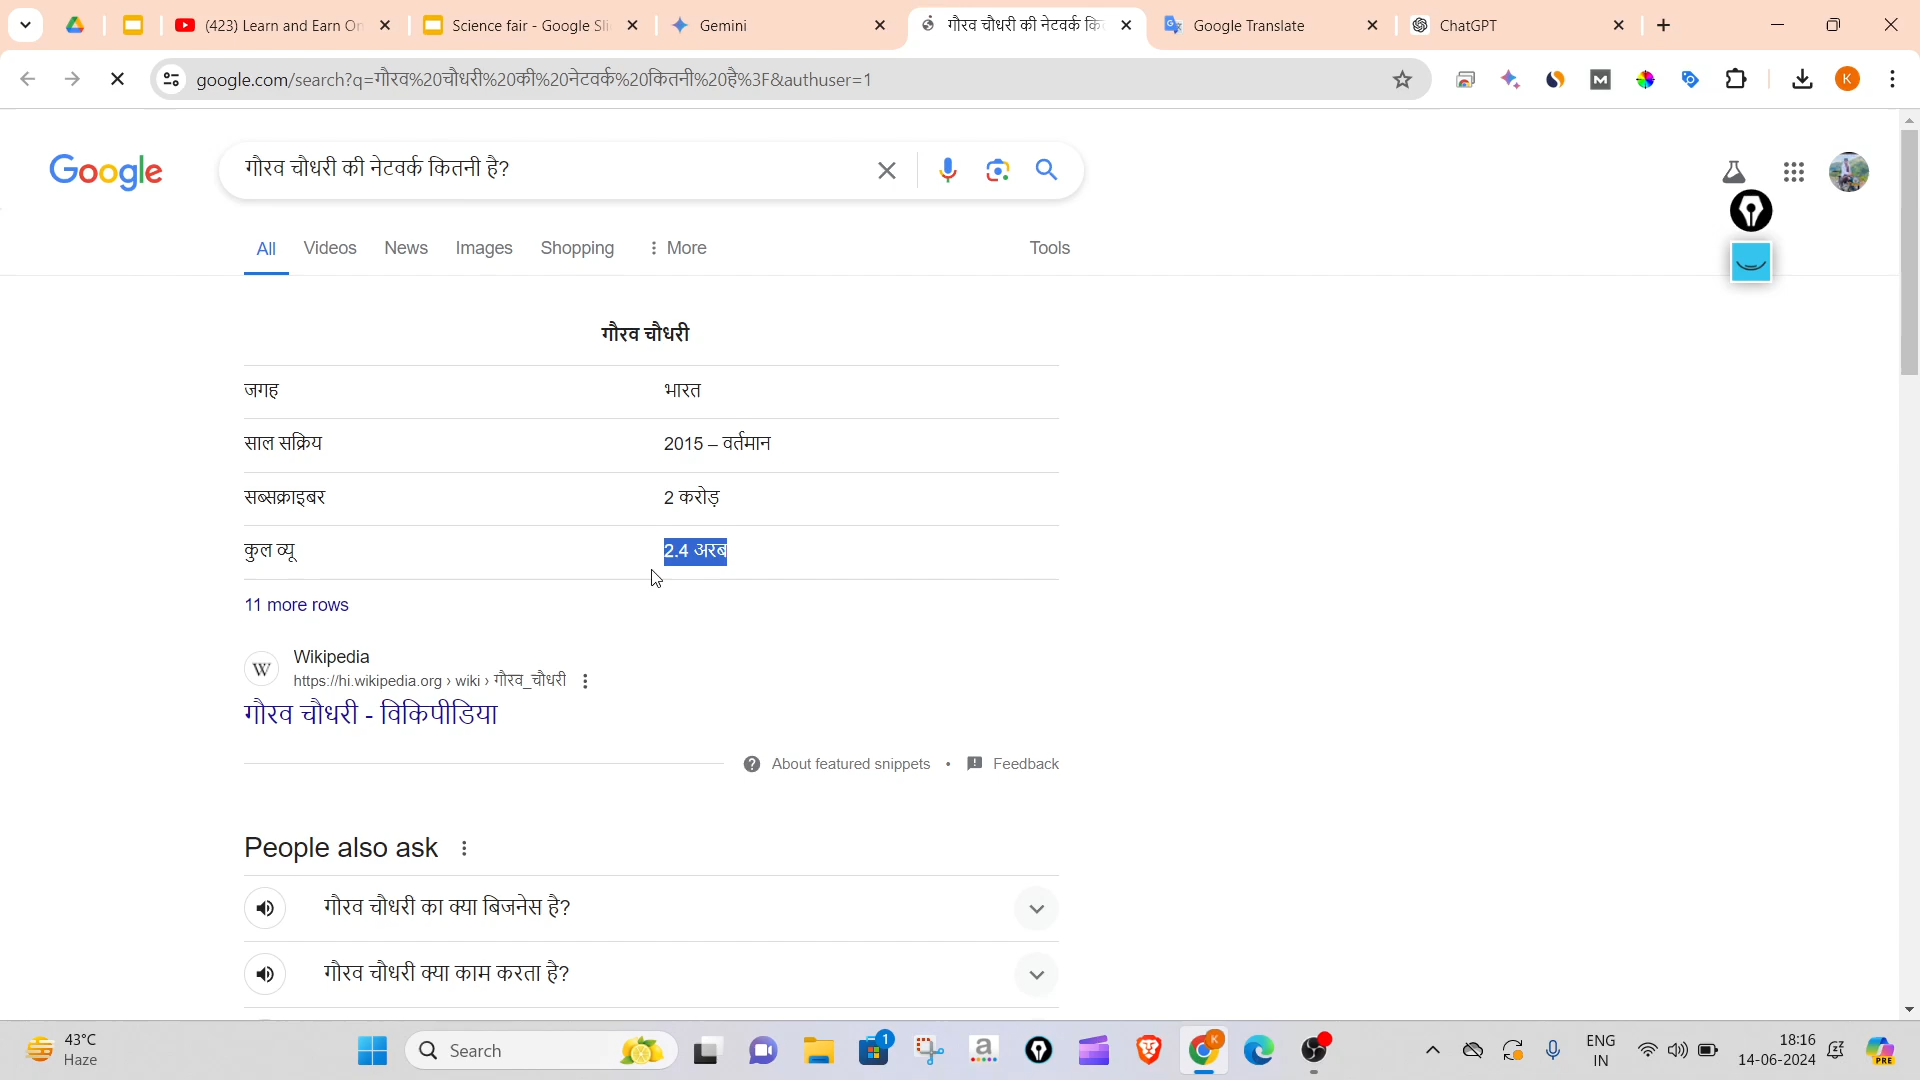 (423) Learn and Earn On
Science fair - Google Sli
Gemini
गौरव चौधरी की नेटवर्क कि
Google Translate
ChatGPT
google.com/search?q=गौरव%20चौधरी%20की%20नेटवर्क%20कितनी%20है%3F&authuser=1
M
K
Google
गौरव चौधरी की नेटवर्क कितनी है?
All
Videos
News
Images
Shopping
More
Tools
गौरव चौधरी
जगह
भारत
साल सक्रिय
2015 – वर्तमान
सब्सक्राइबर
2 करोड़
कुल व्यू
2.4 अरब
11 more rows
W
Wikipedia
https://hi.wikipedia.org › wiki › गौरव_चौधरी
गौरव चौधरी - विकिपीडिया
About featured snippets
•
Feedback
People also ask
गौरव चौधरी का क्या बिजनेस है?
गौरव चौधरी क्या काम करता है?
43°C
Haze
Search
1
a
K
ENG
IN
18:16
14-06-2024
PRE